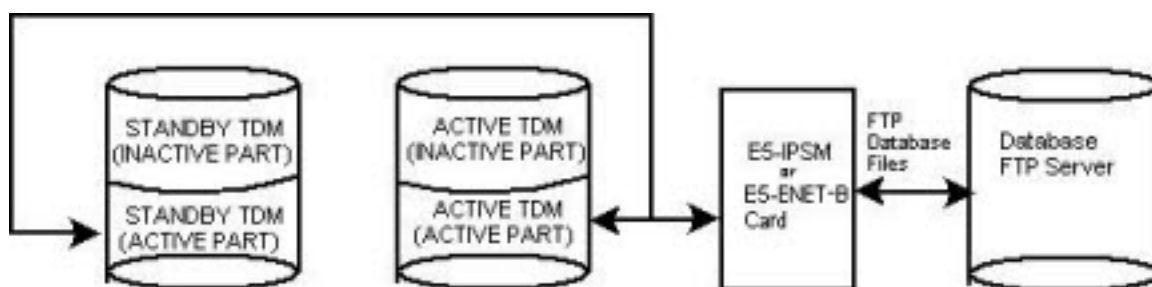 STANDBY TDM
(INACTIVE PART)
STANDBY TDM
(ACTIVE PART)
ACTIVE TDM
(INACTIVE PART)
ACTIVE TDM
(ACTIVE PART)
E5-IPSM
or
E5-ENET-B
Card
FTP
Database
Files
Database
FTP Server